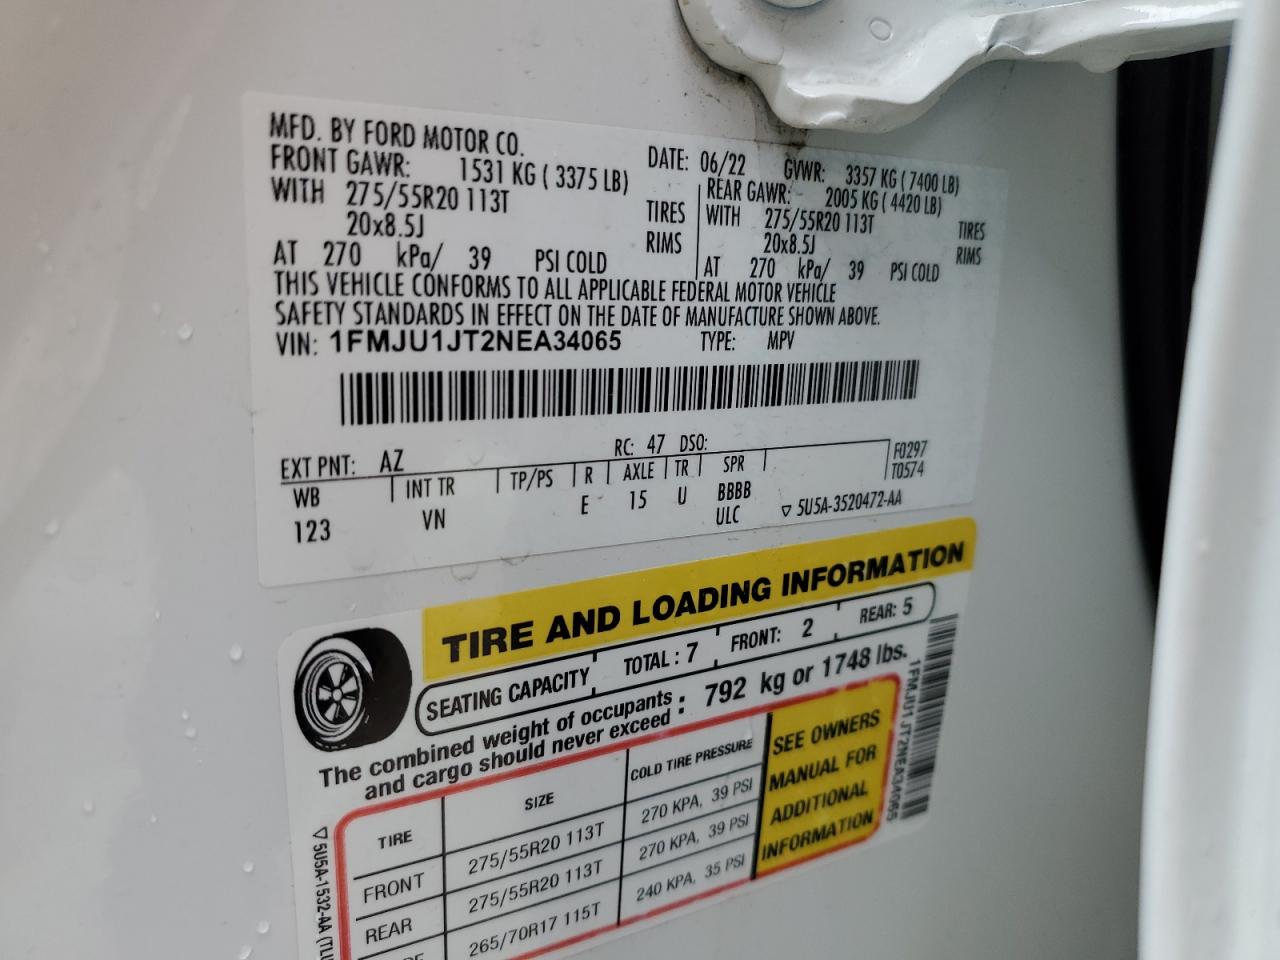 MFD. BY FORD MOTOR CO.
DATE: 06/22 GVWR: 3357 KG ( 7400 LB)
FRONT GAWR: 1531 KG ( 3375 LB) REAR GAWR: 2005 KG ( 4420 LB)
WITH 275/55R20 113T TIRES WITH 275/55R20 113T TIRES
20x8.5J RIMS 20x8.5J RIMS
AT 270 kPa/ 39 PSI COLD AT 270 kPa/ 39 PSI COLD
THIS VEHICLE CONFORMS TO ALL APPLICABLE FEDERAL MOTOR VEHICLE
SAFETY STANDARDS IN EFFECT ON THE DATE OF MANUFACTURE SHOWN ABOVE.
VIN: 1FMJU1JT2NEA34065 TYPE: MPV
EXT PNT: AZ RC: 47 DSO: F0297
WB INT TR TP/PS R AXLE TR SPR T0574
123 VN E 15 U BBBB
ULC ▽ 5U5A-3520472-AA
TIRE AND LOADING INFORMATION
SEATING CAPACITY TOTAL : 7 FRONT: 2 REAR: 5
The combined weight of occupants and cargo should never exceed : 792 kg or 1748 lbs.
TIRE SIZE COLD TIRE PRESSURE
FRONT 275/55R20 113T 270 KPA, 39 PSI
REAR 275/55R20 113T 270 KPA, 39 PSI
265/70R17 115T 240 KPA, 35 PSI
SEE OWNERS
MANUAL FOR
ADDITIONAL
INFORMATION
1FMJU1JT2NEA34065
▽ 5U5A-1532-AA